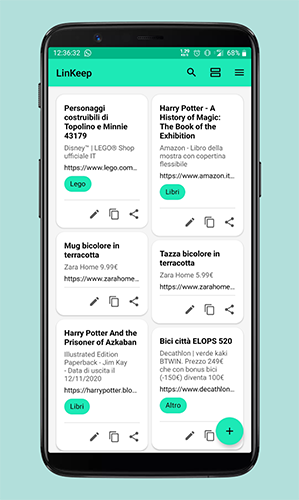 12:36:32
1,29 KB/s
68%
LinKeep
Personaggi
costruibili di
Topolino e Minnie
43179
Disney™ | LEGO® Shop
ufficiale IT
https://www.lego.com...
Lego
Harry Potter - A
History of Magic:
The Book of the
Exhibition
Amazon - Libro della
mostra con copertina
flessibile
https://www.amazon.it...
Libri
Mug bicolore in
terracotta
Zara Home 9.99€
https://www.zarahome...
Tazza bicolore in
terracotta
Zara Home 5.99€
https://www.zarahome...
Harry Potter And the
Prisoner of Azkaban
Illustrated Edition
Paperback - Jim Kay
- Data di uscita il
12/11/2020
https://harrypotter.blo...
Libri
Bici città ELOPS 520
Decathlon | verde kaki
BTWIN. Prezzo 249€
che con bonus bici
(-150€) diventa 100€
https://www.decathlon...
Altro
+